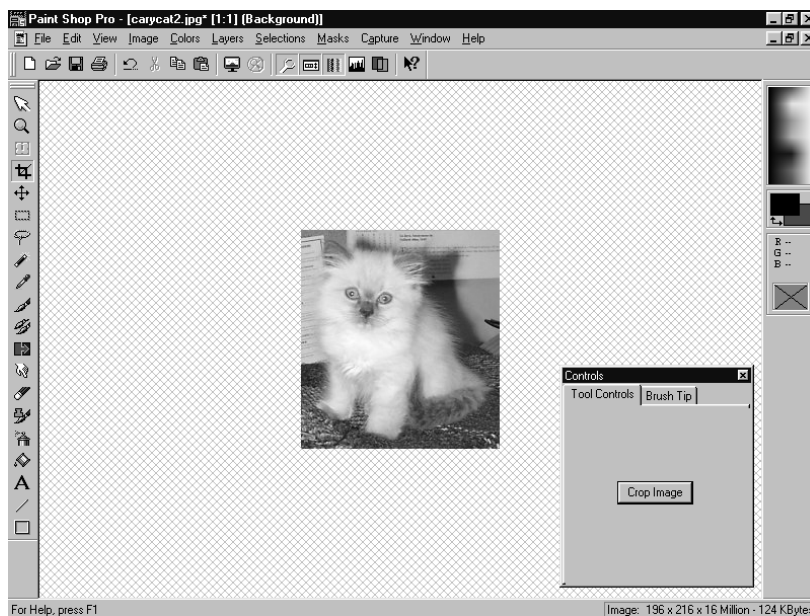 Paint Shop Pro - [carycat2.jpg* [1:1] (Background)]
File Edit View Image Colors Layers Selections Masks Capture Window Help
R --
G --
B --
Controls
Tool Controls Brush Tip
Crop Image
A
For Help, press F1
Image: 196 x 216 x 16 Million - 124 KBytes